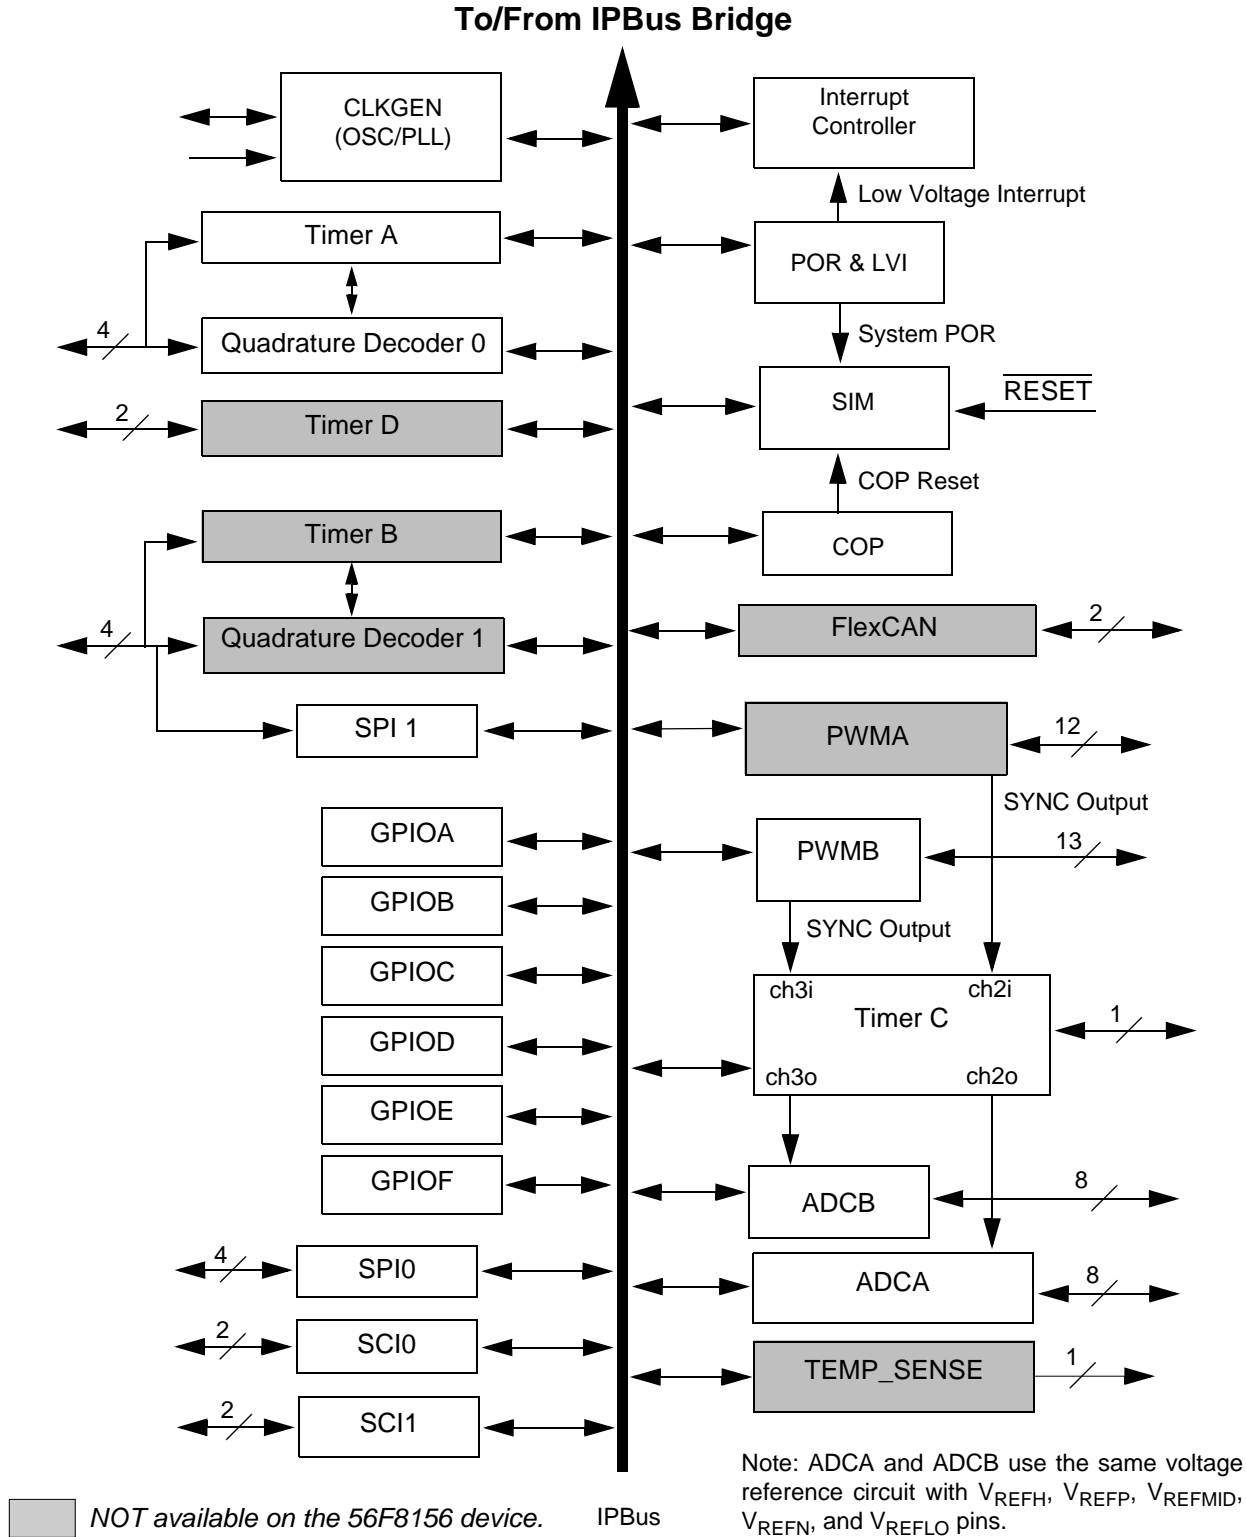 To/From IPBus Bridge
CLKGEN
(OSC/PLL)
Interrupt
Controller
Low Voltage Interrupt
Timer A
POR & LVI
4
Quadrature Decoder 0
System POR
2
Timer D
SIM
RESET
COP Reset
Timer B
COP
4
Quadrature Decoder 1
FlexCAN
2
SPI 1
PWMA
12
SYNC Output
GPIOA
PWMB
13
GPIOB
SYNC Output
GPIOC
ch3i
ch2i
Timer C
1
GPIOD
ch3o
ch2o
GPIOE
GPIOF
ADCB
8
4
SPI0
ADCA
8
2
SCI0
TEMP_SENSE
1
2
SCI1
Note: ADCA and ADCB use the same voltage
reference circuit with VREFH, VREFP, VREFMID,
VREFN, and VREFLO pins.
NOT available on the 56F8156 device.
IPBus